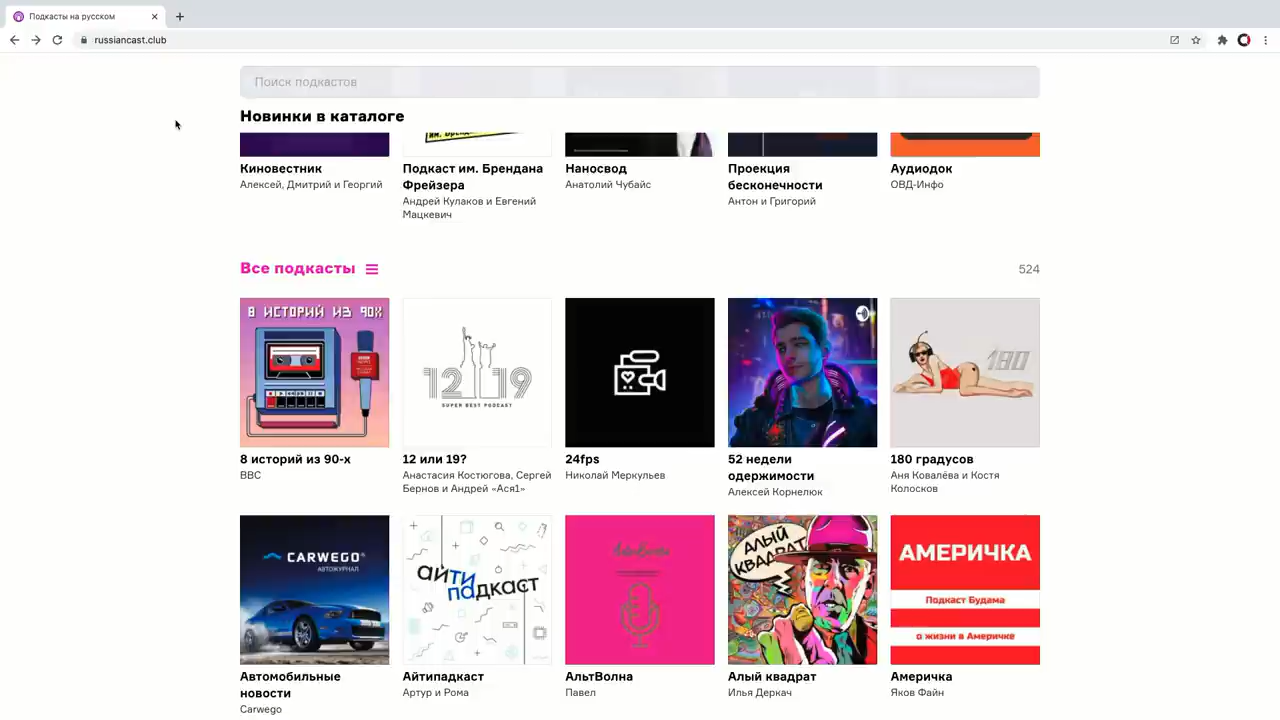 Подкасты на русском
russiancast.club
Поиск подкастов
Новинки в каталоге
Киновестник
Алексей, Дмитрий и Георгий
Подкаст им. Брендана
Фрейзера
Андрей Кулаков и Евгений
Мацкевич
Наносвод
Анатолий Чубайс
Проекция
бесконечности
Антон и Григорий
Аудиодок
ОВД-Инфо
Все подкасты
524
8 ИСТОРИЙ ИЗ 90Х
12 19
SUPER BEST PODCAST
180
8 историй из 90-х
BBC
12 или 19?
Анастасия Костюгова, Сергей
Бернов и Андрей «Ася1»
24fps
Николай Меркульев
52 недели
одержимости
Алексей Корнелюк
180 градусов
Аня Ковалёва и Костя
Колосков
CARWEGO
АВТОЖУРНАЛ
айти
падкаст
АльтВолна
АЛЫЙ
КВАДРАТ
АМЕРИЧКА
Подкаст Будама
о жизни в Америчке
Автомобильные
новости
Carwego
Айтипадкаст
Артур и Рома
АльтВолна
Павел
Алый квадрат
Илья Деркач
Америчка
Яков Файн